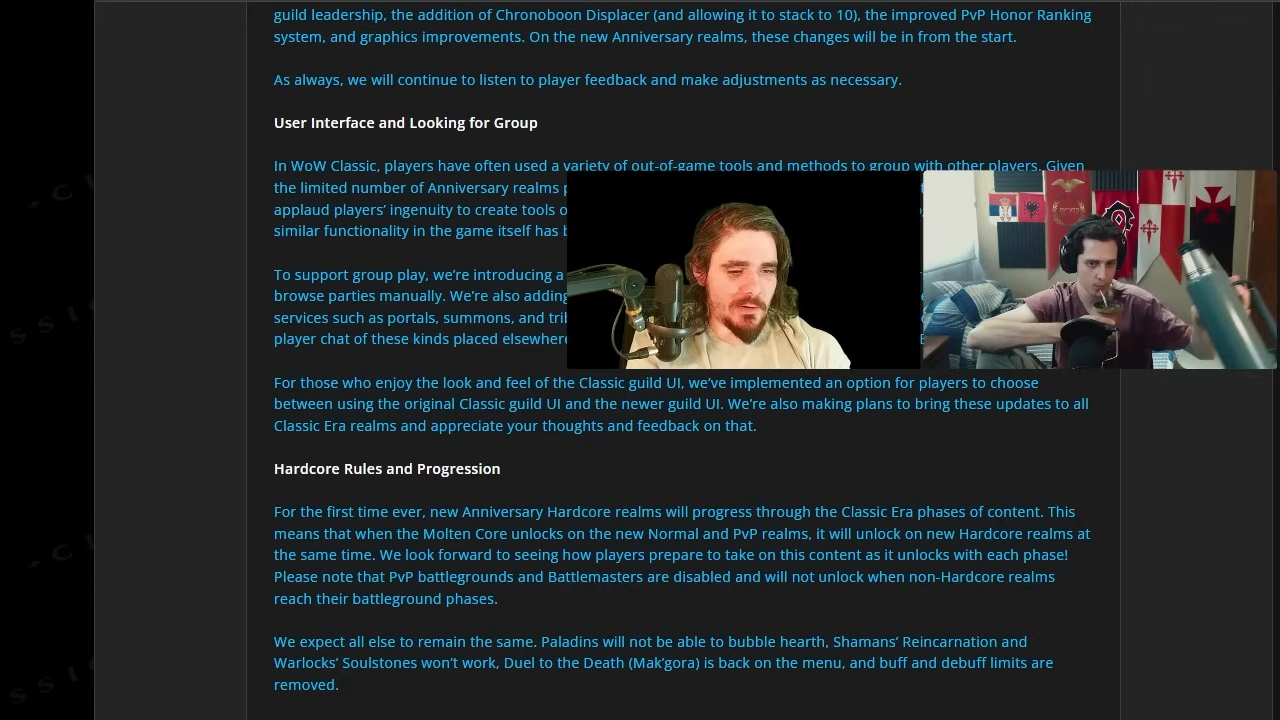 guild leadership, the addition of Chronoboon Displacer (and allowing it to stack to 10), the improved PvP Honor Ranking
system, and graphics improvements. On the new Anniversary realms, these changes will be in from the start.
As always, we will continue to listen to player feedback and make adjustments as necessary.
User Interface and Looking for Group
In WoW Classic, players have often used a variety of out-of-game tools and methods to group with other players. Given
the limited number of Anniversary realms
applaud players’ ingenuity to create tools
similar functionality in the game itself has
To support group play, we’re introducing a
browse parties manually. We’re also adding
services such as portals, summons, and
player chat of these kinds placed elsewhere
For those who enjoy the look and feel of the Classic guild UI, we’ve implemented an option for players to choose
between using the original Classic guild UI and the newer guild UI. We’re also making plans to bring these updates to all
Classic Era realms and appreciate your thoughts and feedback on that.
Hardcore Rules and Progression
For the first time ever, new Anniversary Hardcore realms will progress through the Classic Era phases of content. This
means that when the Molten Core unlocks on the new Normal and PvP realms, it will unlock on new Hardcore realms at
the same time. We look forward to seeing how players prepare to take on this content as it unlocks with each phase!
Please note that PvP battlegrounds and Battlemasters are disabled and will not unlock when non-Hardcore realms
reach their battleground phases.
We expect all else to remain the same. Paladins will not be able to bubble hearth, Shamans’ Reincarnation and
Warlocks’ Soulstones won’t work, Duel to the Death (Mak’gora) is back on the menu, and buff and debuff limits are
removed.